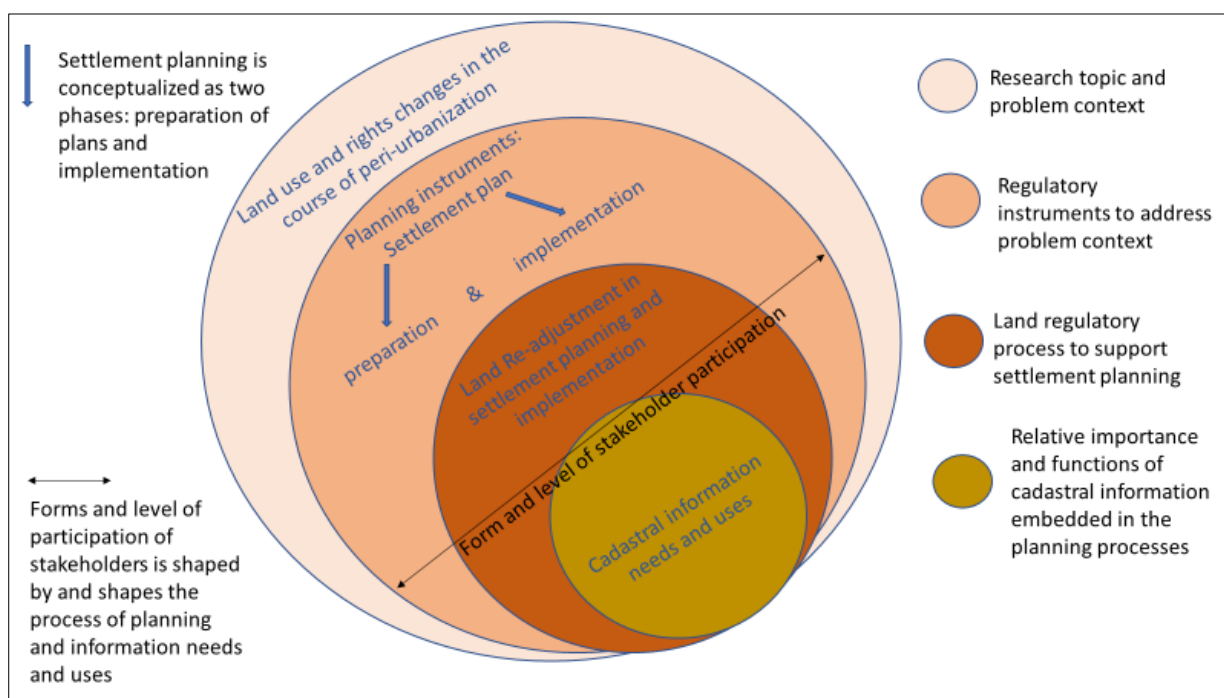 Settlement planning is
conceptualized as two
phases: preparation of
plans and
implementation
Forms and level of
participation of
stakeholders is shaped
by and shapes the
process of planning
and information needs
and uses
Land use and rights changes in the
course of peri-urbanization
Planning instruments:
Settlement plan
preparation & implementation
Land Re-adjustment in
settlement planning and
implementation
Form and level of stakeholder participation
Cadastral information
needs and uses
Research topic and
problem context
Regulatory
instruments to address
problem context
Land regulatory
process to support
settlement planning
Relative importance
and functions of
cadastral information
embedded in the
planning processes